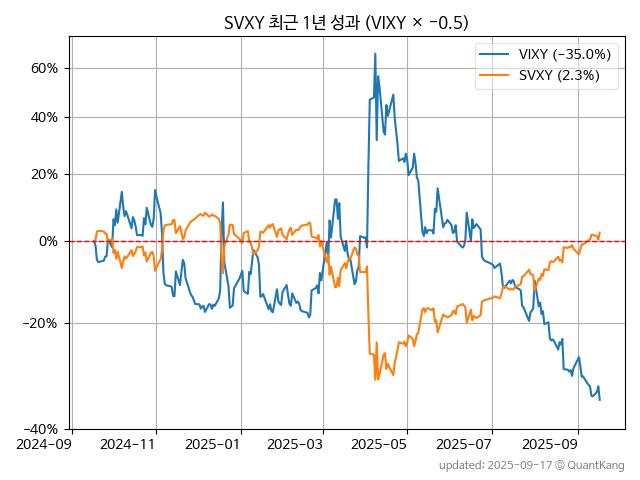 SVXY 최근 1년 성과 (VIXY × −0.5)
VIXY (−35.0%)
SVXY (2.3%)
60%
40%
20%
0%
−20%
−40%
2024-09 2024-11 2025-01 2025-03 2025-05 2025-07 2025-09
updated: 2025-09-17 © QuantKang